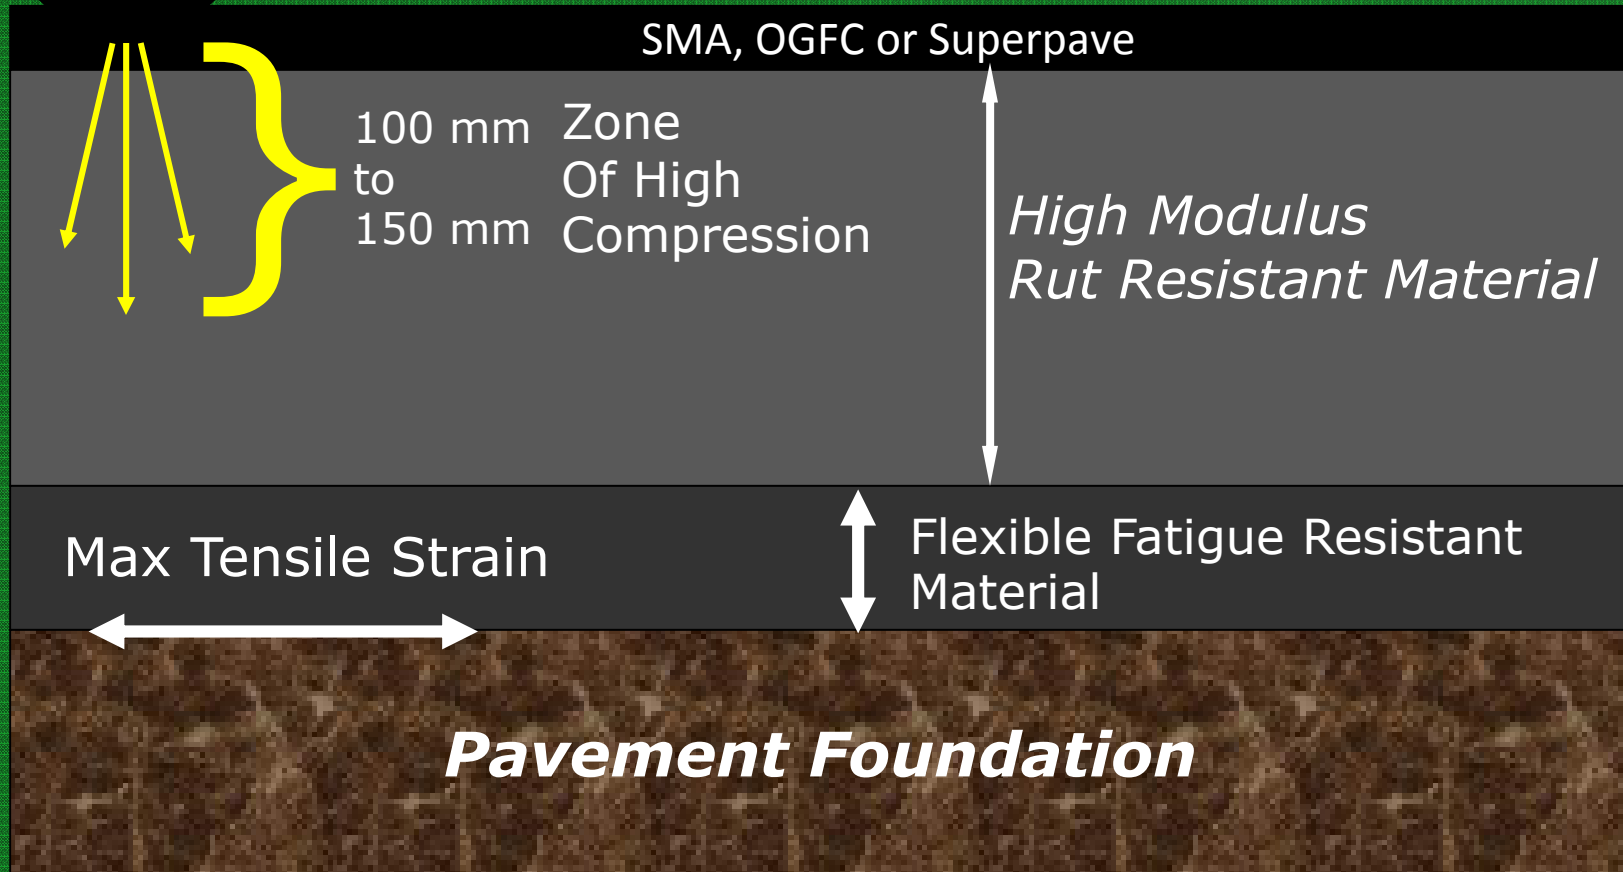 SMA, OGFC or Superpave
100 mm
to
150 mm
Zone
Of High
Compression
High Modulus
Rut Resistant Material
Max Tensile Strain
Flexible Fatigue Resistant
Material
Pavement Foundation